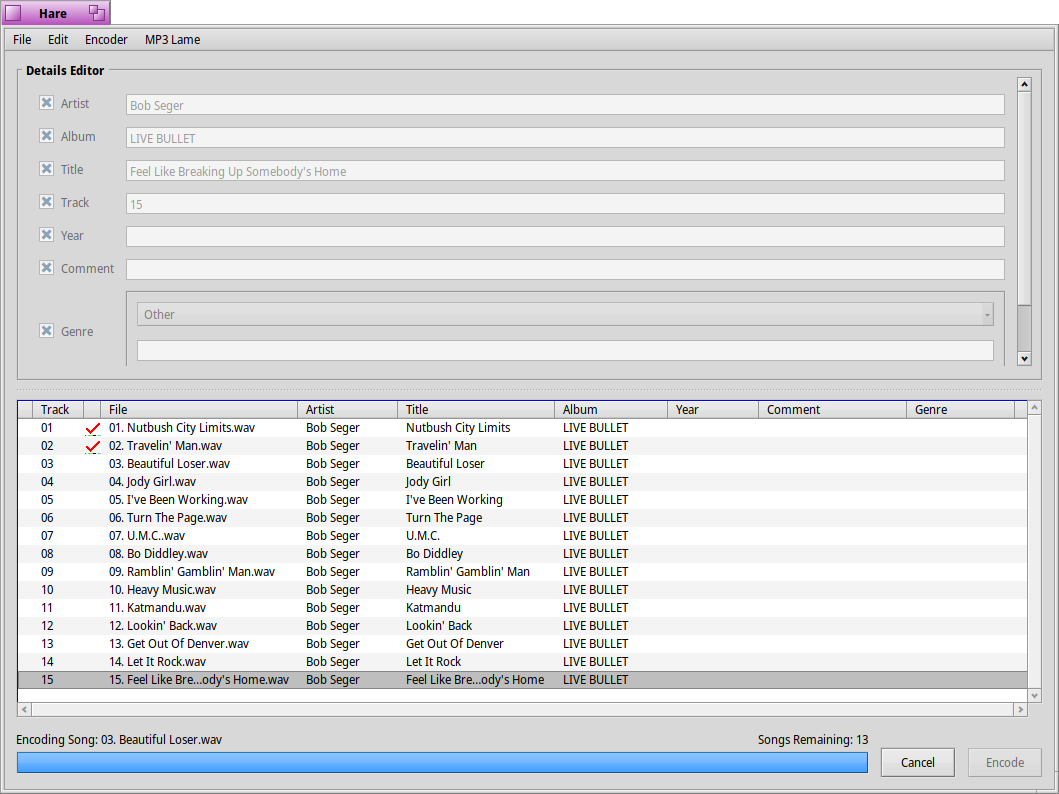 Hare
File Edit Encoder MP3 Lame
Details Editor
Artist Bob Seger
Album LIVE BULLET
Title Feel Like Breaking Up Somebody's Home
Track 15
Year
Comment
Other
Genre
Track File Artist Title Album Year Comment Genre
01 01. Nutbush City Limits.wav Bob Seger Nutbush City Limits LIVE BULLET
02 02. Travelin' Man.wav Bob Seger Travelin' Man LIVE BULLET
03 03. Beautiful Loser.wav Bob Seger Beautiful Loser LIVE BULLET
04 04. Jody Girl.wav Bob Seger Jody Girl LIVE BULLET
05 05. I've Been Working.wav Bob Seger I've Been Working LIVE BULLET
06 06. Turn The Page.wav Bob Seger Turn The Page LIVE BULLET
07 07. U.M.C..wav Bob Seger U.M.C. LIVE BULLET
08 08. Bo Diddley.wav Bob Seger Bo Diddley LIVE BULLET
09 09. Ramblin' Gamblin' Man.wav Bob Seger Ramblin' Gamblin' Man LIVE BULLET
10 10. Heavy Music.wav Bob Seger Heavy Music LIVE BULLET
11 11. Katmandu.wav Bob Seger Katmandu LIVE BULLET
12 12. Lookin' Back.wav Bob Seger Lookin' Back LIVE BULLET
13 13. Get Out Of Denver.wav Bob Seger Get Out Of Denver LIVE BULLET
14 14. Let It Rock.wav Bob Seger Let It Rock LIVE BULLET
15 15. Feel Like Bre...ody's Home.wav Bob Seger Feel Like Bre...ody's Home LIVE BULLET
Encoding Song: 03. Beautiful Loser.wav Songs Remaining: 13
Cancel Encode